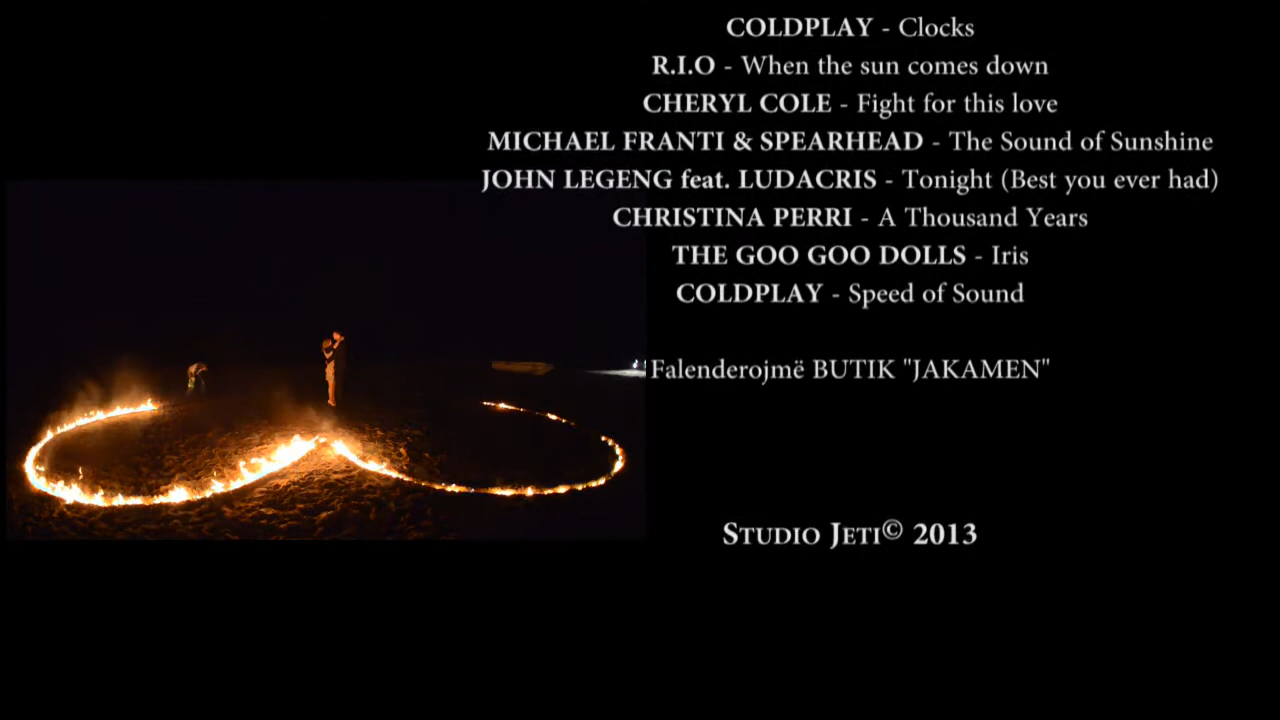 COLDPLAY - Clocks
R.I.O - When the sun comes down
CHERYL COLE - Fight for this love
MICHAEL FRANTI & SPEARHEAD - The Sound of Sunshine
JOHN LEGENG feat. LUDACRIS - Tonight (Best you ever had)
CHRISTINA PERRI - A Thousand Years
THE GOO GOO DOLLS - Iris
COLDPLAY - Speed of Sound
Falenderojmë BUTIK "JAKAMEN"
STUDIO JETI© 2013